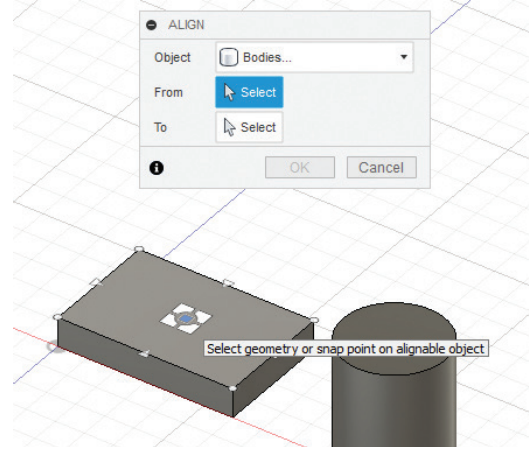 ALIGN
Object Bodies...
From Select
To Select
OK Cancel
Select geometry or snap point on alignable object